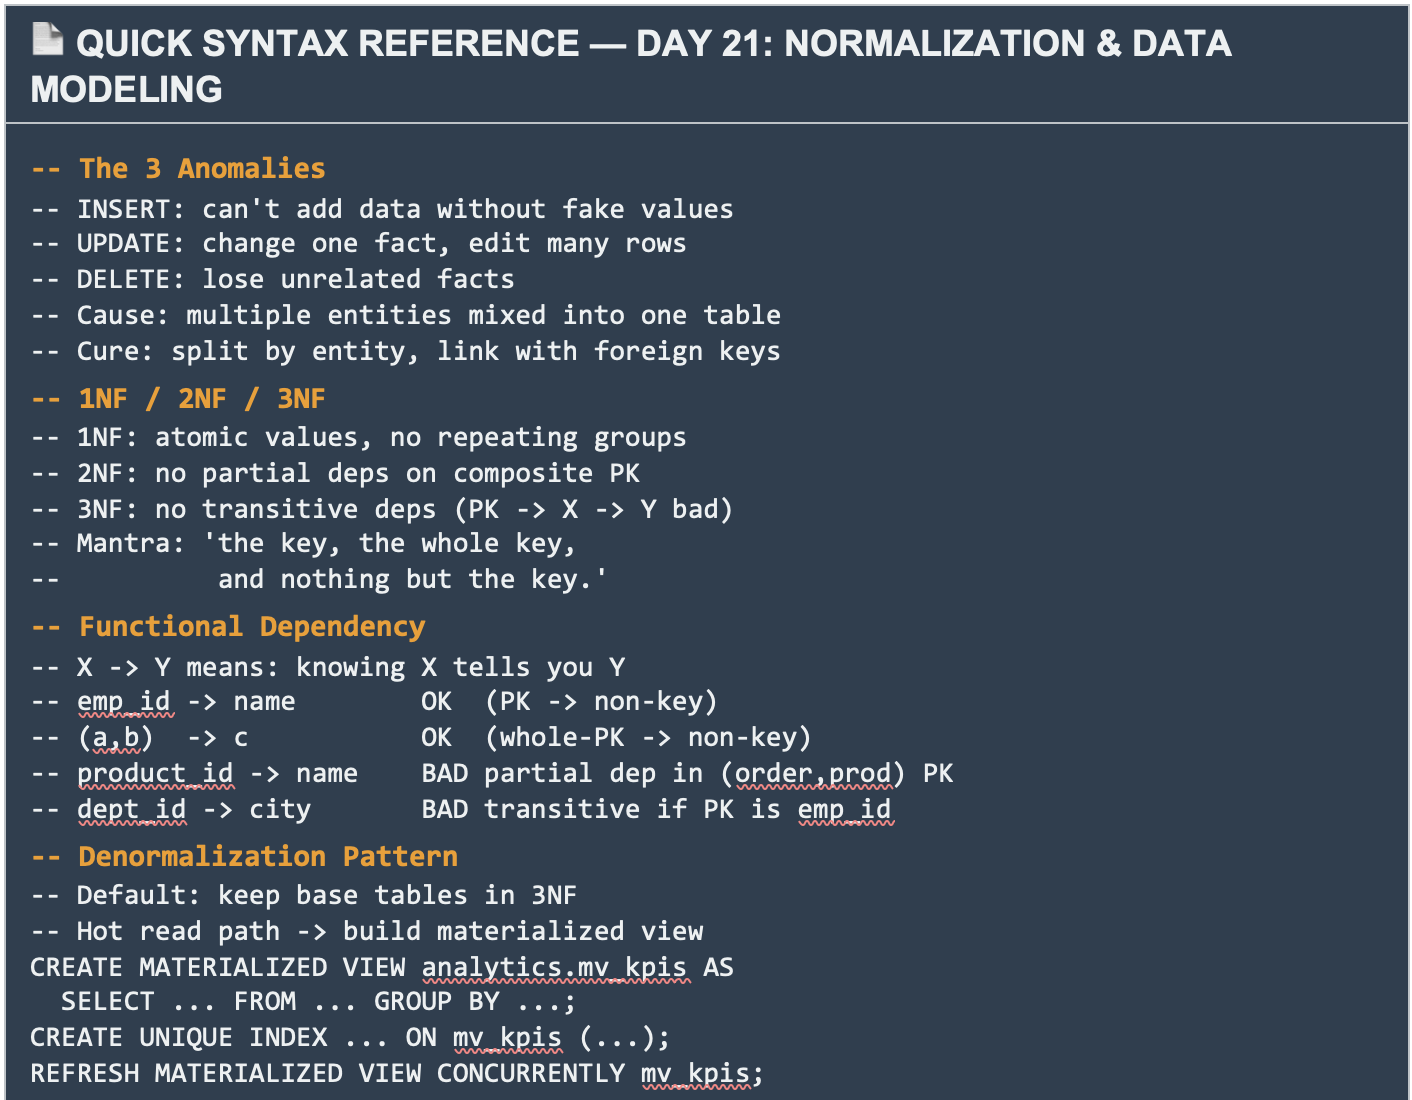 QUICK SYNTAX REFERENCE — DAY 21: NORMALIZATION & DATA
MODELING
-- The 3 Anomalies
-- INSERT: can't add data without fake values
-- UPDATE: change one fact, edit many rows
-- DELETE: lose unrelated facts
-- Cause: multiple entities mixed into one table
-- Cure: split by entity, link with foreign keys
-- 1NF / 2NF / 3NF
-- 1NF: atomic values, no repeating groups
-- 2NF: no partial deps on composite PK
-- 3NF: no transitive deps (PK -> X -> Y bad)
-- Mantra: 'the key, the whole key,
--          and nothing but the key.'
-- Functional Dependency
-- X -> Y means: knowing X tells you Y
-- emp_id -> name        OK  (PK -> non-key)
-- (a,b)  -> c           OK  (whole-PK -> non-key)
-- product_id -> name    BAD partial dep in (order,prod) PK
-- dept_id -> city       BAD transitive if PK is emp_id
-- Denormalization Pattern
-- Default: keep base tables in 3NF
-- Hot read path -> build materialized view
CREATE MATERIALIZED VIEW analytics.mv_kpis AS
  SELECT ... FROM ... GROUP BY ...;
CREATE UNIQUE INDEX ... ON mv_kpis (...);
REFRESH MATERIALIZED VIEW CONCURRENTLY mv_kpis;